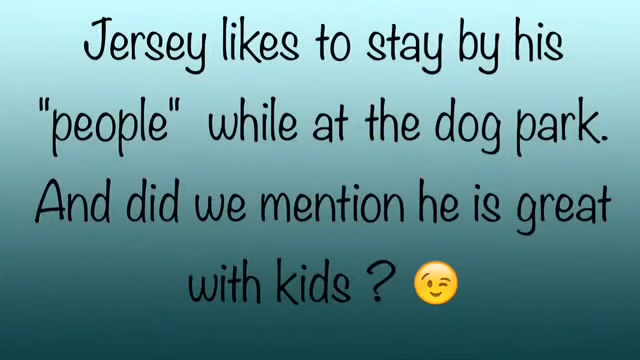 Jersey likes to stay by his
"people" while at the dog park.
And did we mention he is great
with kids ? 😉